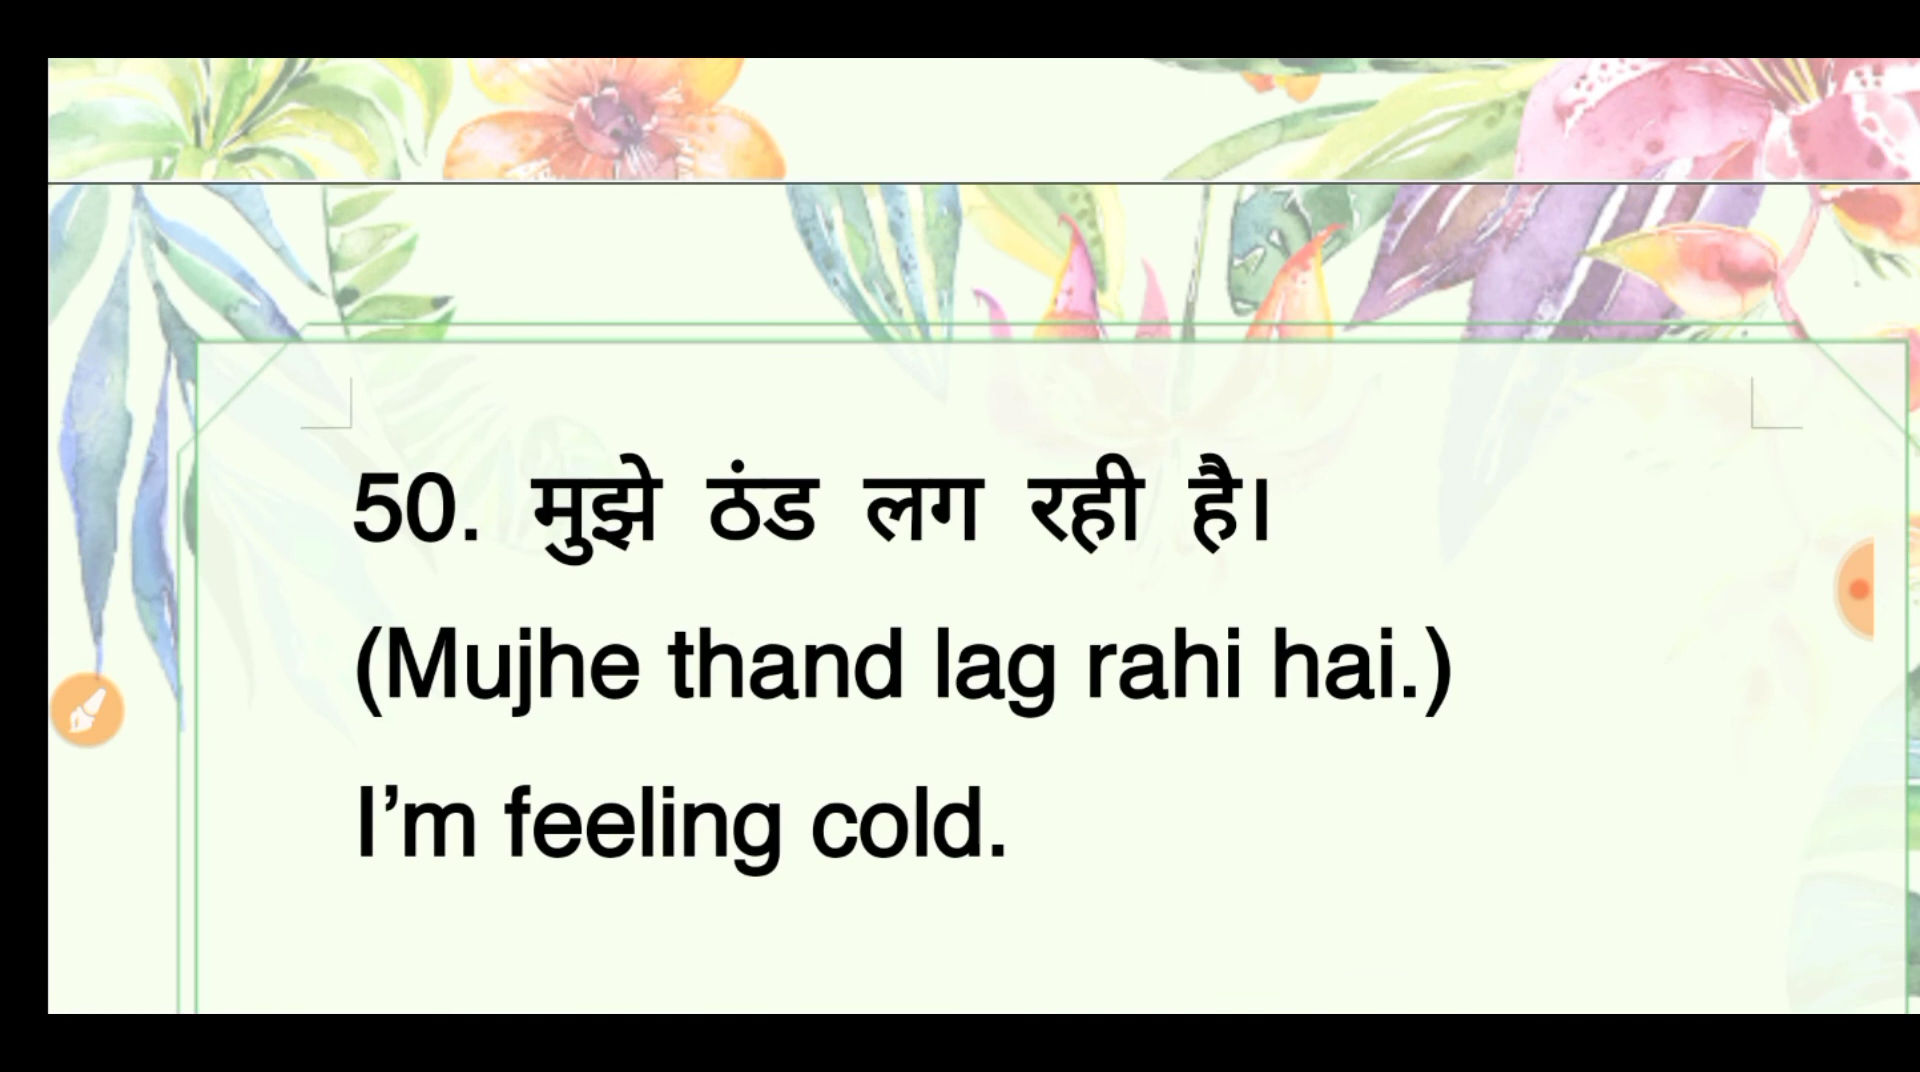 50. मुझे ठंड लग रही है।
(Mujhe thand lag rahi hai.)
I’m feeling cold.